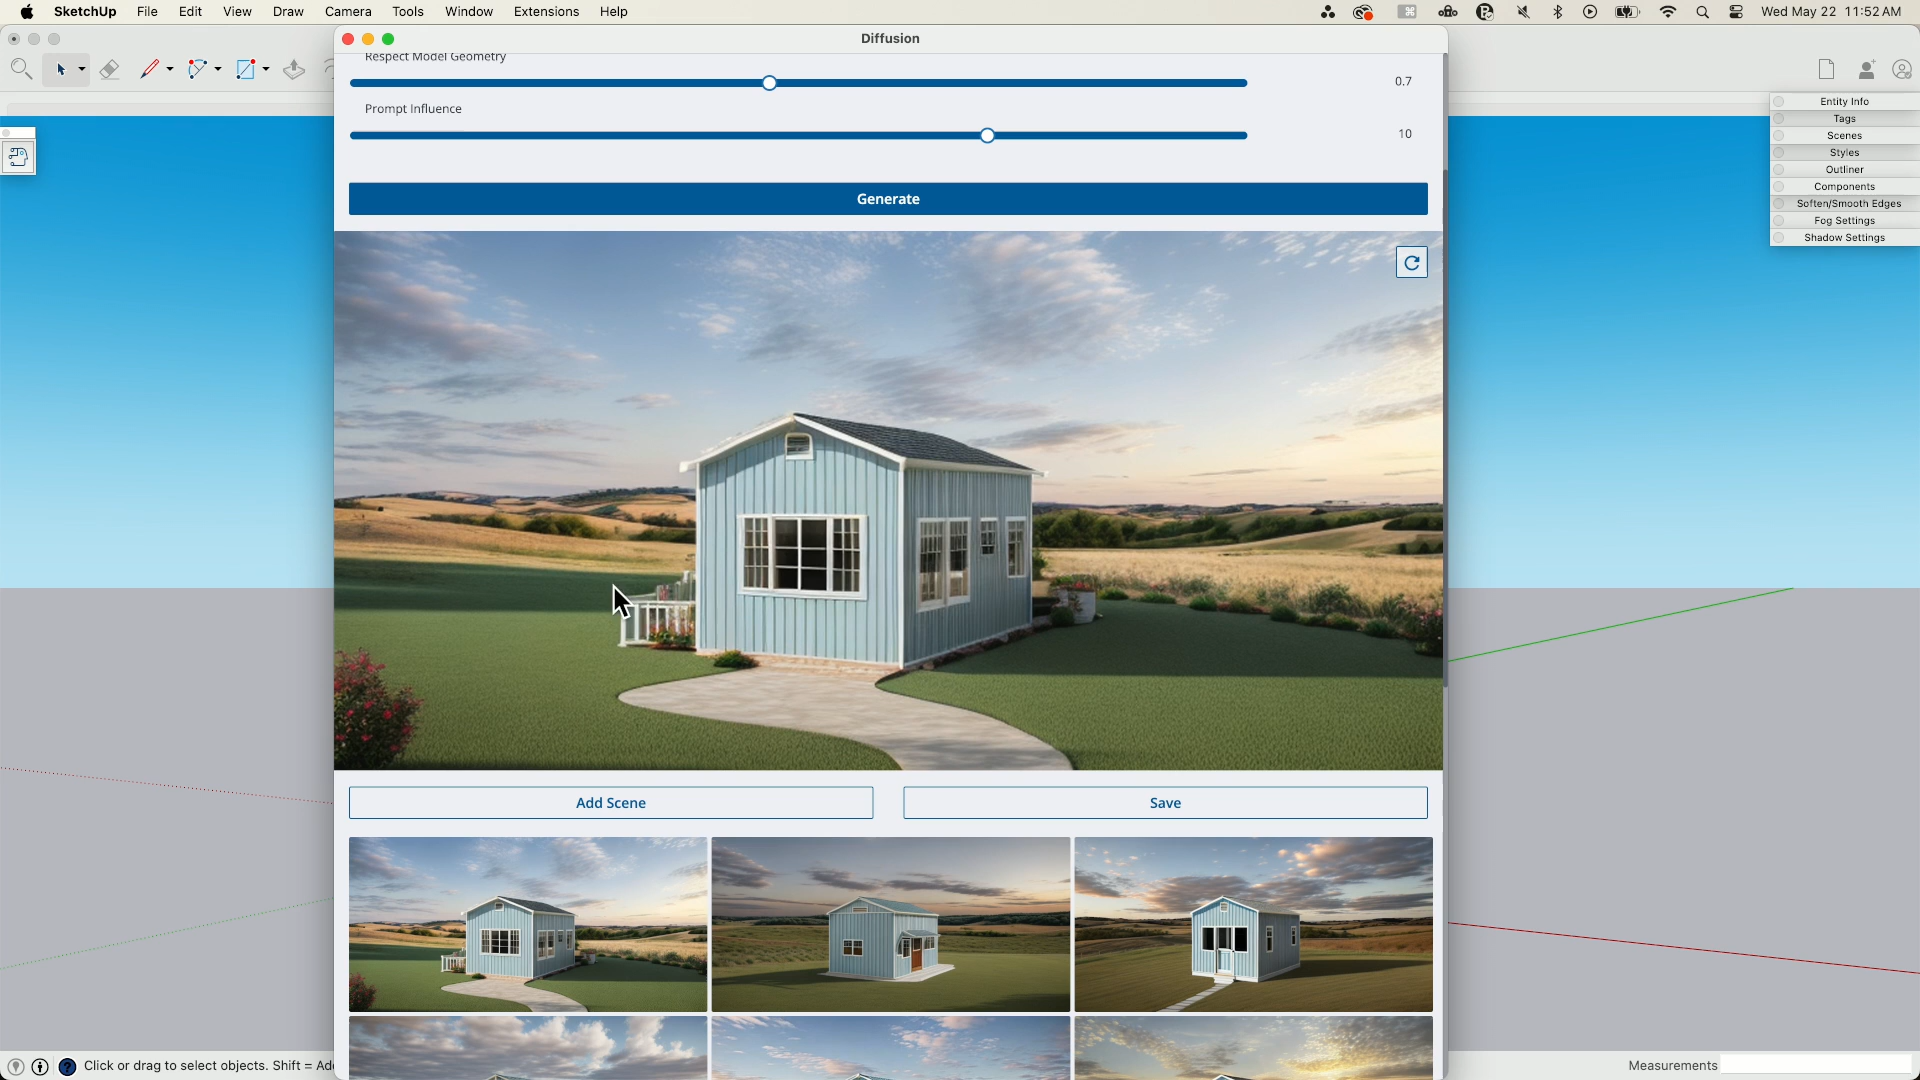 SketchUp File Edit View Draw Camera Tools Window Extensions Help Wed May 22 11:52 AM
Diffusion
Respect Model Geometry
0.7
Prompt Influence
10
Generate
Add Scene
Save
Entity Info
Tags
Scenes
Styles
Outliner
Components
Soften/Smooth Edges
Fog Settings
Shadow Settings
Click or drag to select objects. Shift = Ad
Measurements